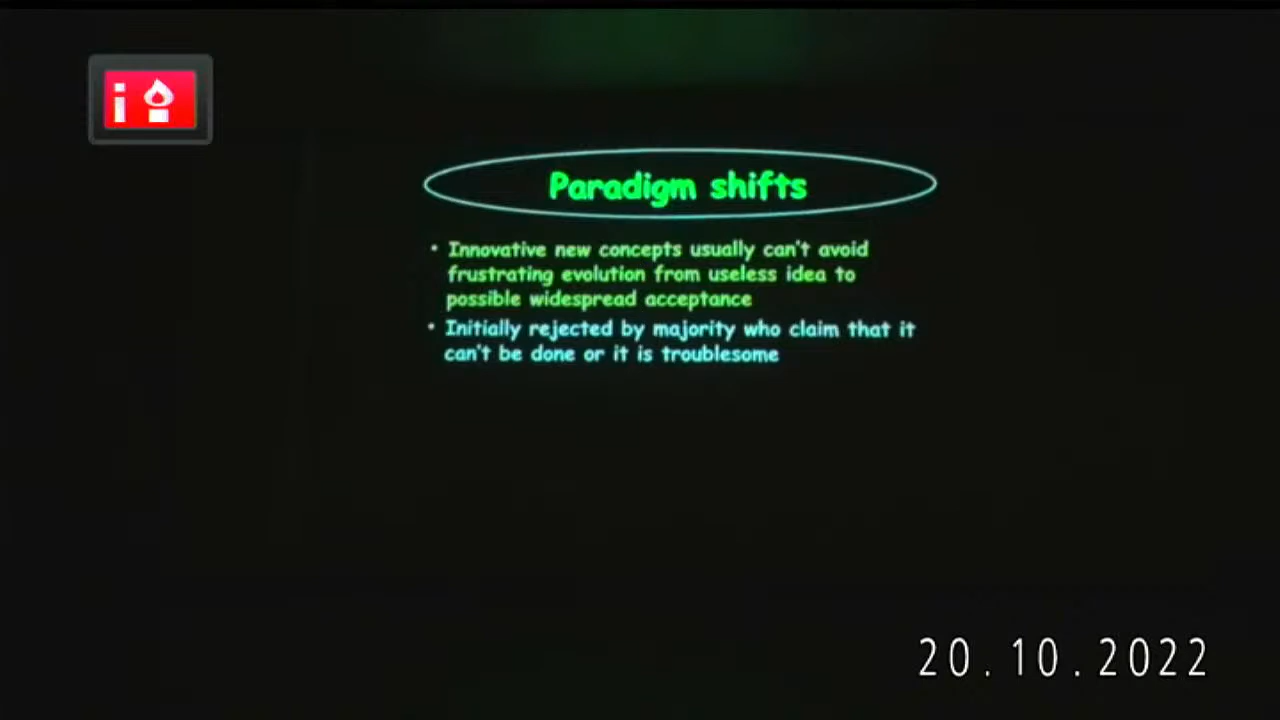 Paradigm shifts
• Innovative new concepts usually can't avoid
frustrating evolution from useless idea to
possible widespread acceptance
• Initially rejected by majority who claim that it
can't be done or it is troublesome
20.10.2022